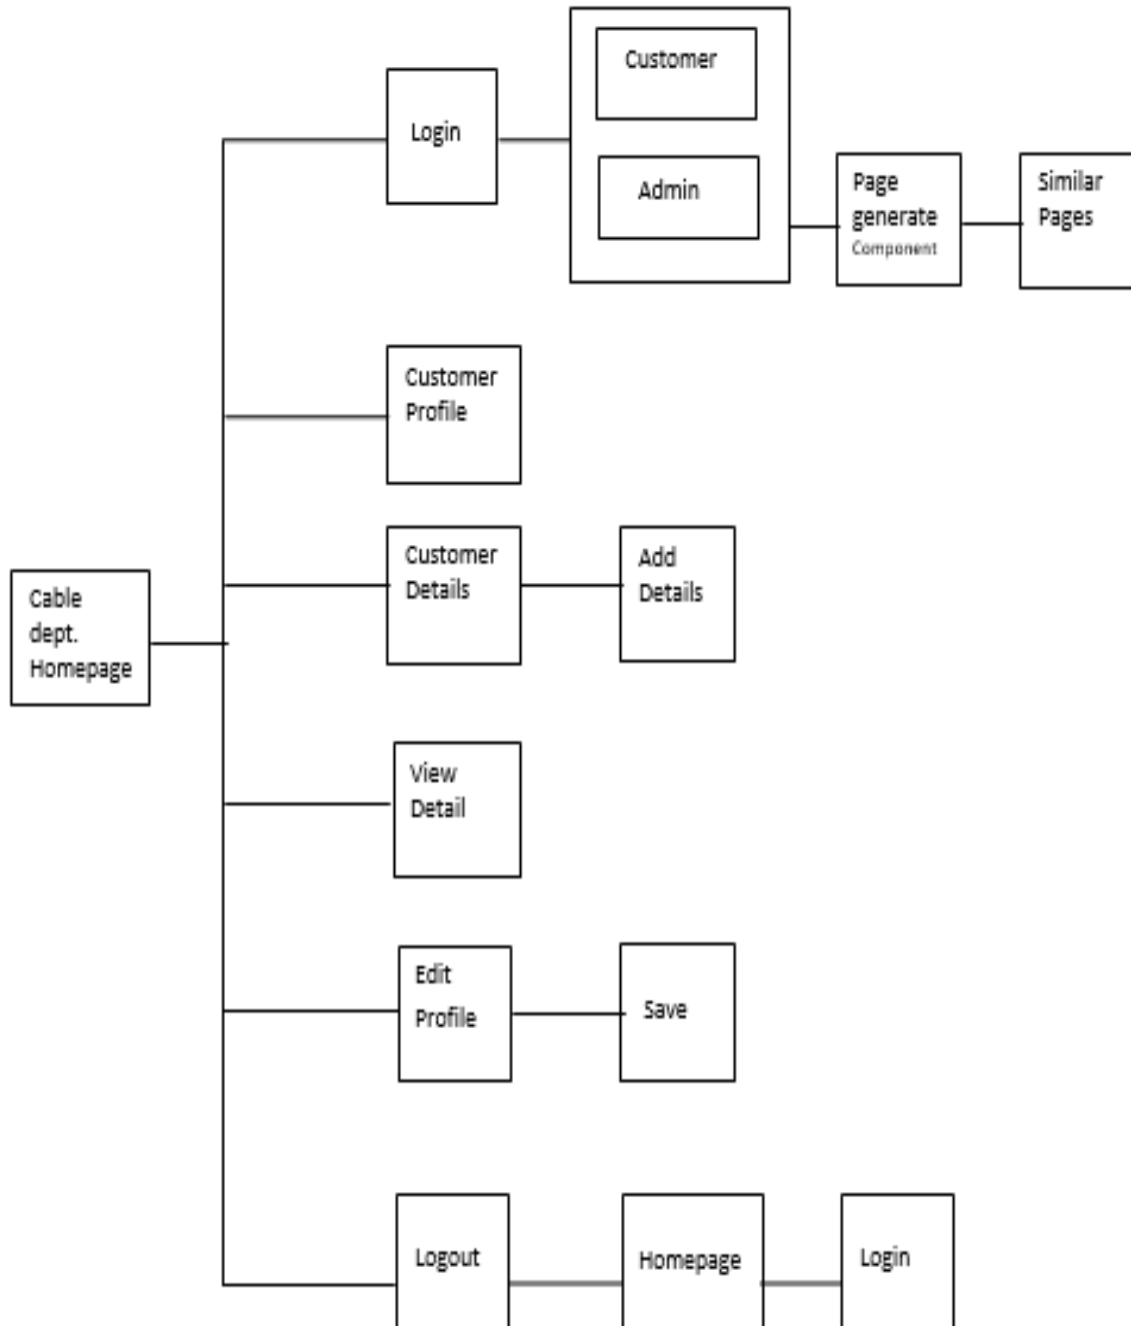 Customer
Login
Admin
Page
generate
Component
Similar
Pages
Customer
Profile
Customer
Details
Add
Details
Cable
dept.
Homepage
View
Detail
Edit
Profile
Save
Logout
Homepage
Login